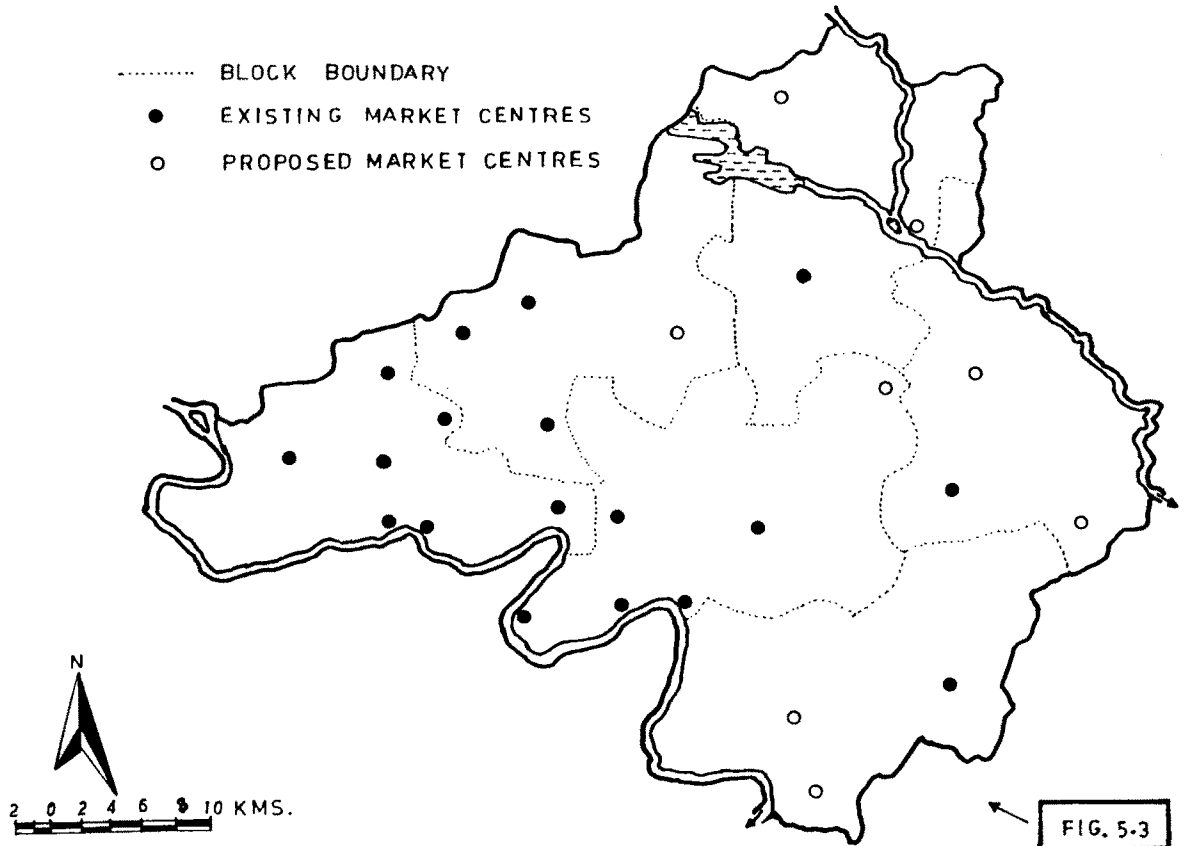 BLOCK BOUNDARY
EXISTING MARKET CENTRES
PROPOSED MARKET CENTRES
N
2 0 2 4 6 8 10 KMS.
FIG. 5.3